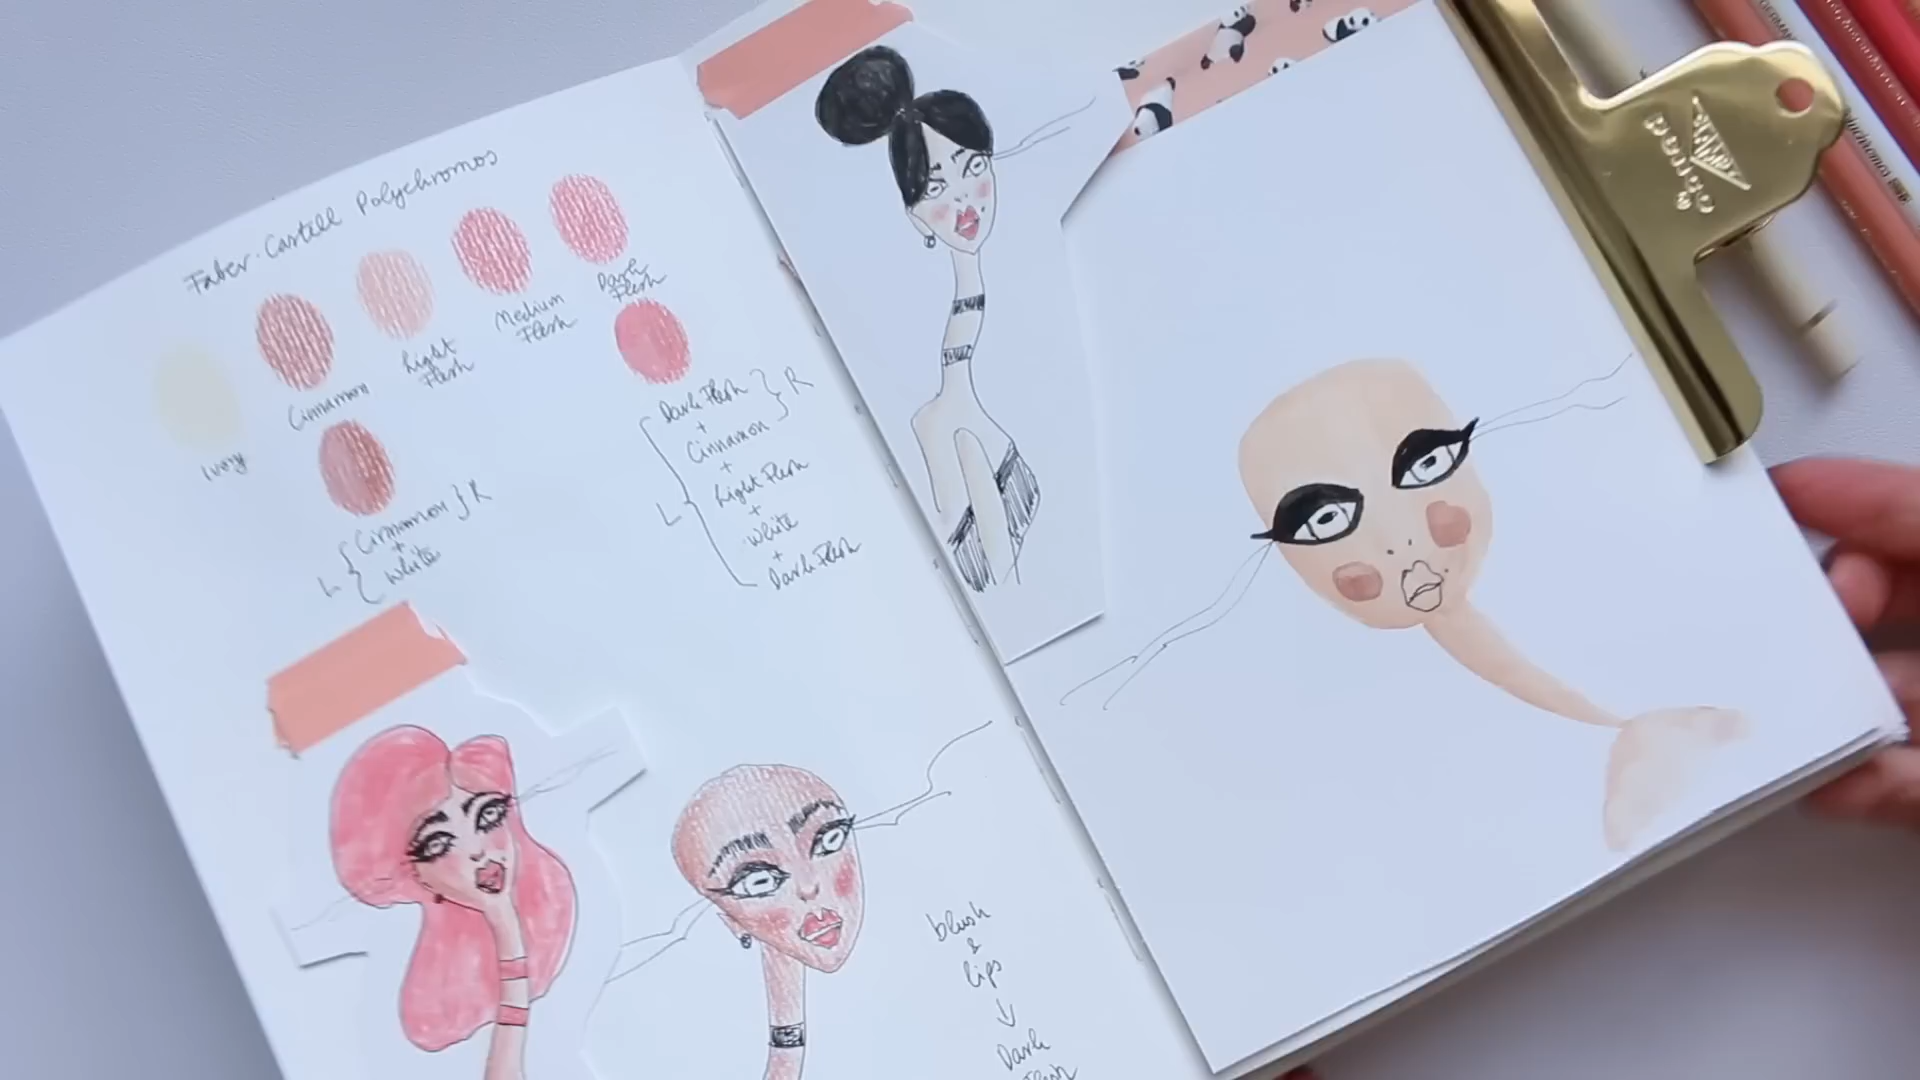 Faber-Castell Polychromos
Ivory
Cinnamon
Light
Flesh
Medium
Flesh
Dark
Flesh
L { Cinnamon } R
+
White
L [ Dark Flesh } R
+
Cinnamon
+
Light Flesh
+
White
+
Dark Flesh
blush
&
lips
↓
Dark
Flesh